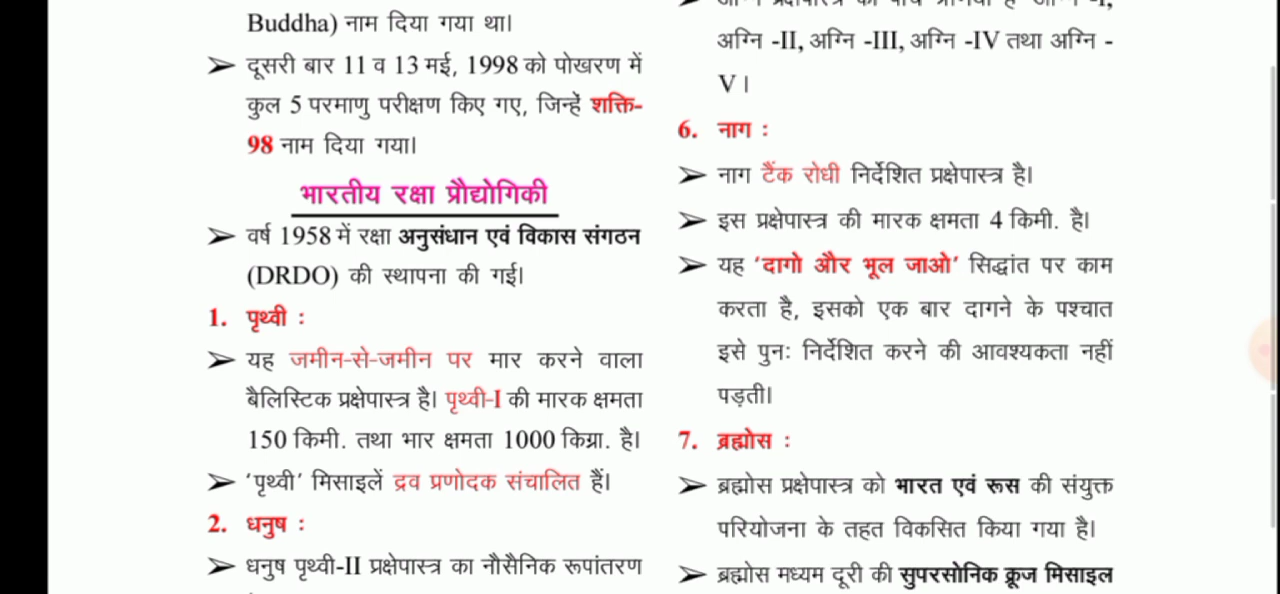 Buddha) नाम दिया गया था।
➢ दूसरी बार 11 व 13 मई, 1998 को पोखरण में
कुल 5 परमाणु परीक्षण किए गए, जिन्हें शक्ति-
98 नाम दिया गया।
भारतीय रक्षा प्रौद्योगिकी
➢ वर्ष 1958 में रक्षा अनुसंधान एवं विकास संगठन
(DRDO) की स्थापना की गई।
1. पृथ्वी :
➢ यह जमीन-से-जमीन पर मार करने वाला
बैलिस्टिक प्रक्षेपास्त्र है। पृथ्वी-I की मारक क्षमता
150 किमी. तथा भार क्षमता 1000 किग्रा. है।
➢ ‘पृथ्वी’ मिसाइलें द्रव प्रणोदक संचालित हैं।
2. धनुष :
➢ धनुष पृथ्वी-II प्रक्षेपास्त्र का नौसैनिक रूपांतरण
अग्नि -II, अग्नि -III, अग्नि -IV तथा अग्नि -
V ।
6. नाग :
➢ नाग टैंक रोधी निर्देशित प्रक्षेपास्त्र है।
➢ इस प्रक्षेपास्त्र की मारक क्षमता 4 किमी. है।
➢ यह ‘दागो और भूल जाओ’ सिद्धांत पर काम
करता है, इसको एक बार दागने के पश्चात
इसे पुनः निर्देशित करने की आवश्यकता नहीं
पड़ती।
7. ब्रह्मोस :
➢ ब्रह्मोस प्रक्षेपास्त्र को भारत एवं रूस की संयुक्त
परियोजना के तहत विकसित किया गया है।
➢ ब्रह्मोस मध्यम दूरी की सुपरसोनिक क्रूज मिसाइल